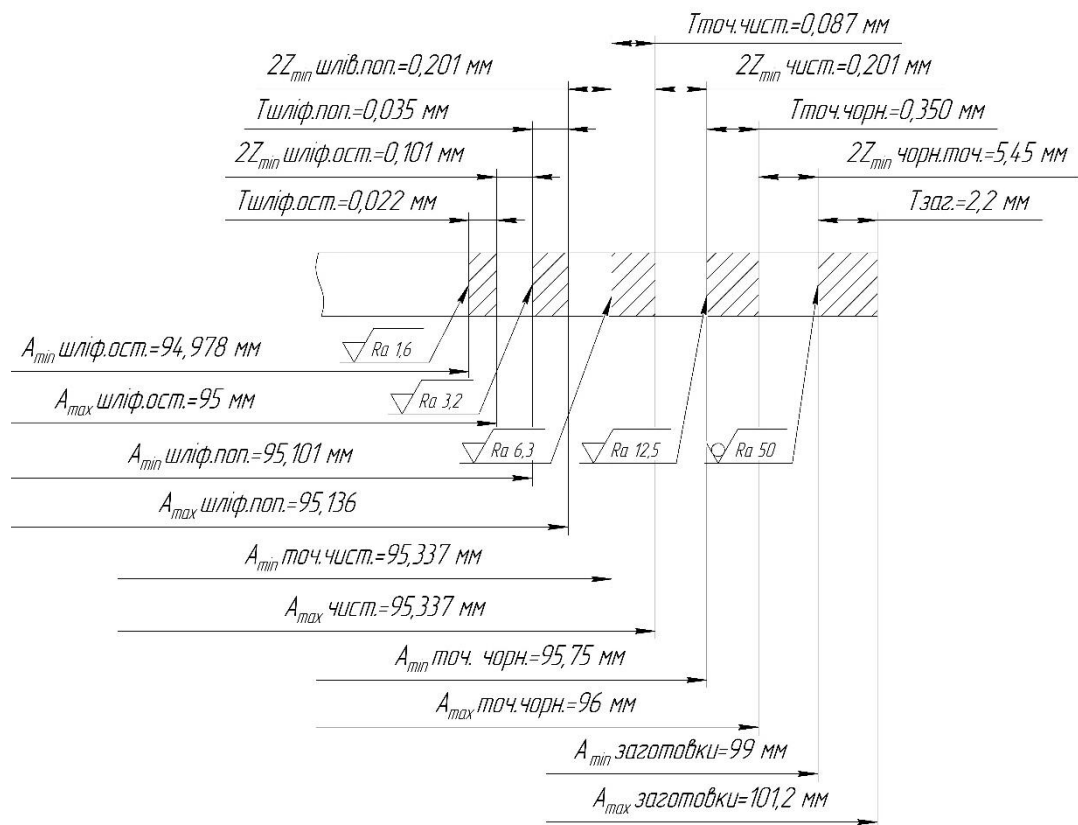 Tточ.чист.=0,087 мм
2Zmin шлів.поп.=0,201 мм
2Zmin чист.=0,201 мм
Tшліф.поп.=0,035 мм
Tточ.чорн.=0,350 мм
2Zmin шліф.ост.=0,101 мм
2Zmin чорн.точ.=5,45 мм
Tшліф.ост.=0,022 мм
Tзаг.=2,2 мм
Ra 1,6
Amin шліф.ост.=94,978 мм
Ra 3,2
Amax шліф.ост.=95 мм
Ra 6,3
Ra 12,5
Ra 50
Amin шліф.поп.=95,101 мм
Amax шліф.поп.=95,136
Amin точ.чист.=95,337 мм
Amax чист.=95,337 мм
Amin точ. чорн.=95,75 мм
Amax точ.чорн.=96 мм
Amin заготовки=99 мм
Amax заготовки=101,2 мм